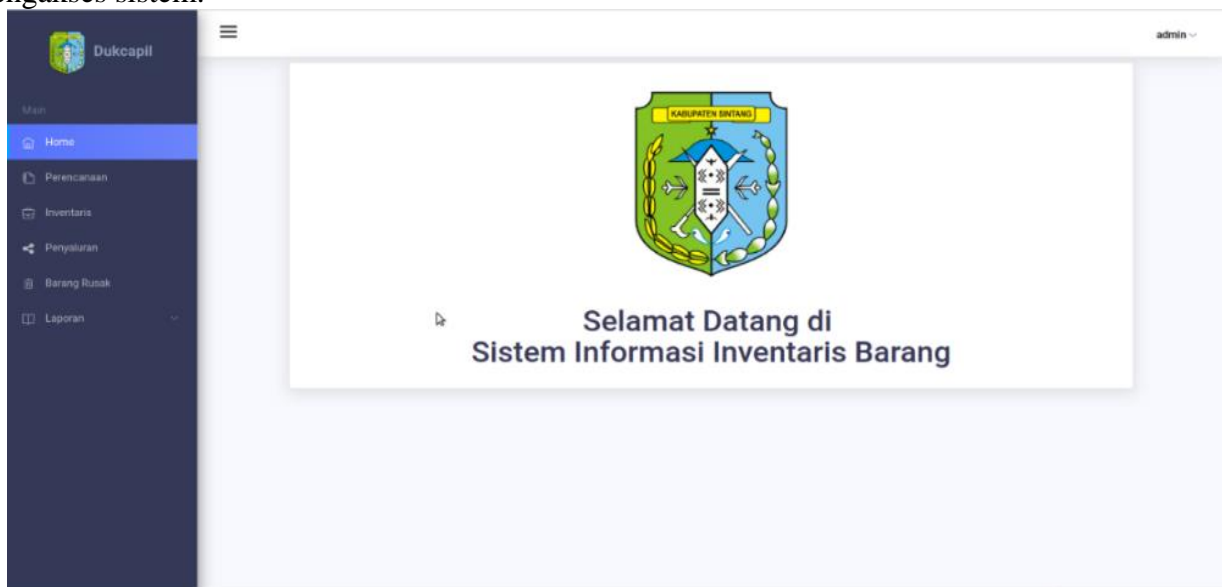 ngakses sistem.
Dukcapil
admin
Main
Home
Perencanaan
Inventaris
Penyaluran
Barang Rusak
Laporan
KABUPATEN SINTANG
Selamat Datang di
Sistem Informasi Inventaris Barang